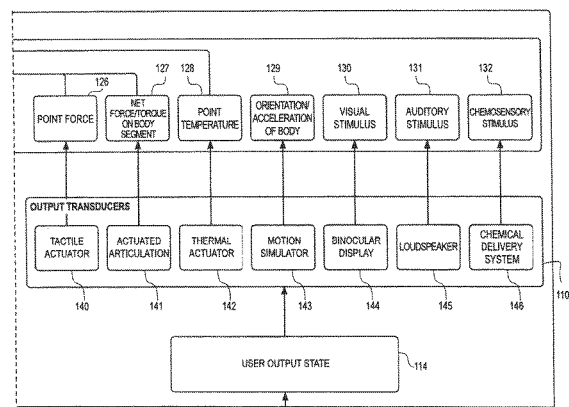 126
127
128
129
130
131
132
POINT FORCE
NET
FORCE/TORQUE
ON BODY
SEGMENT
POINT
TEMPERATURE
ORIENTATION/
ACCELERATION
OF BODY
VISUAL
STIMULUS
AUDITORY
STIMULUS
CHEMOSENSORY
STIMULUS
OUTPUT TRANSDUCERS
TACTILE
ACTUATOR
ACTUATED
ARTICULATION
THERMAL
ACTUATOR
MOTION
SIMULATOR
BINOCULAR
DISPLAY
LOUDSPEAKER
CHEMICAL
DELIVERY
SYSTEM
140
141
142
143
144
145
146
110
USER OUTPUT STATE
114